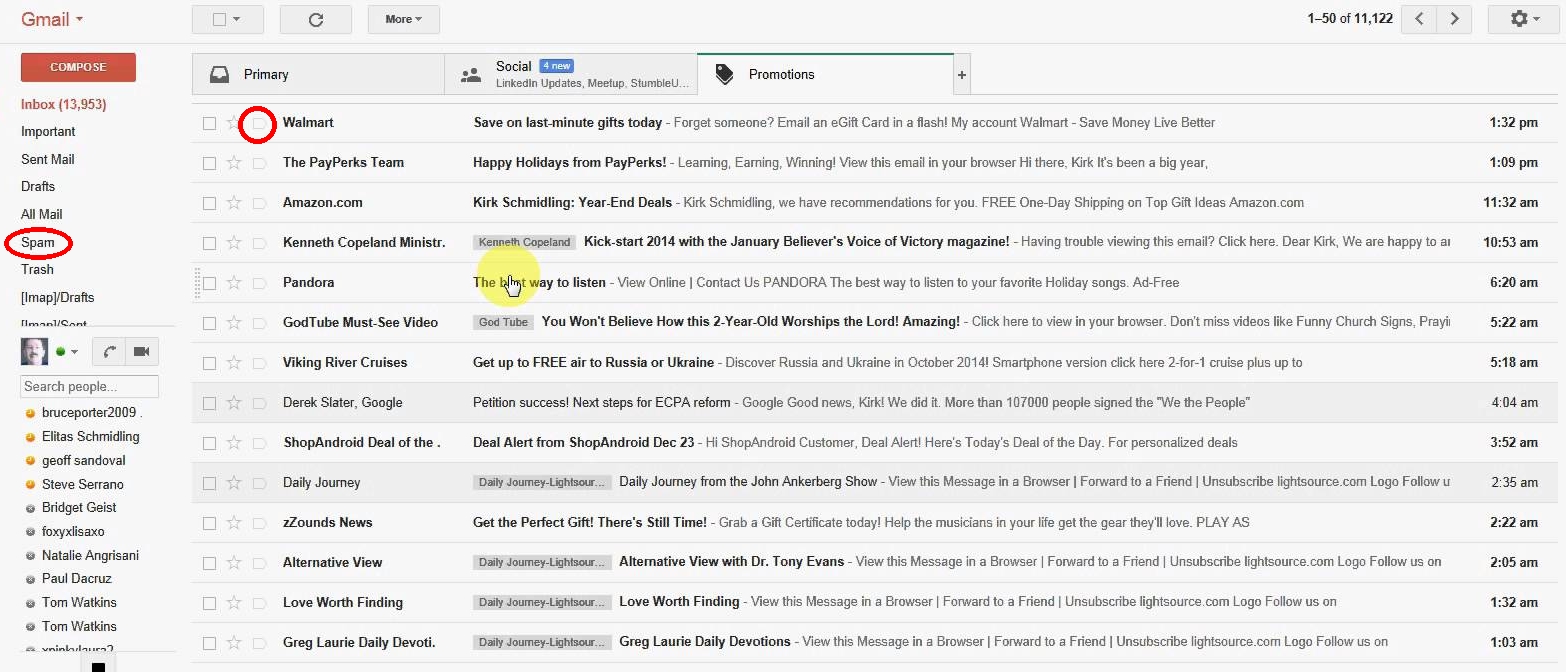 Gmail
More
1–50 of 11,122
COMPOSE
Inbox (13,953)
Important
Sent Mail
Drafts
All Mail
Spam
Trash
[Imap]/Drafts
[Imap]/Sent
Search people...
bruceporter2009 .
Elitas Schmidling
geoff sandoval
Steve Serrano
Bridget Geist
foxyxlisaxo
Natalie Angrisani
Paul Dacruz
Tom Watkins
Tom Watkins
Primary
Social 4 new
LinkedIn Updates, Meetup, StumbleU...
Promotions
+
Walmart Save on last-minute gifts today - Forget someone? Email an eGift Card in a flash! My account Walmart - Save Money Live Better 1:32 pm
The PayPerks Team Happy Holidays from PayPerks! - Learning, Earning, Winning! View this email in your browser Hi there, Kirk It's been a big year, 1:09 pm
Amazon.com Kirk Schmidling: Year-End Deals - Kirk Schmidling, we have recommendations for you. FREE One-Day Shipping on Top Gift Ideas Amazon.com 11:32 am
Kenneth Copeland Ministr. Kenneth Copeland Kick-start 2014 with the January Believer's Voice of Victory magazine! - Having trouble viewing this email? Click here. Dear Kirk, We are happy to ar 10:53 am
Pandora The best way to listen - View Online | Contact Us PANDORA The best way to listen to your favorite Holiday songs. Ad-Free 6:20 am
GodTube Must-See Video God Tube You Won't Believe How this 2-Year-Old Worships the Lord! Amazing! - Click here to view in your browser. Don't miss videos like Funny Church Signs, Prayi 5:22 am
Viking River Cruises Get up to FREE air to Russia or Ukraine - Discover Russia and Ukraine in October 2014! Smartphone version click here 2-for-1 cruise plus up to 5:18 am
Derek Slater, Google Petition success! Next steps for ECPA reform - Google Good news, Kirk! We did it. More than 107000 people signed the "We the People" 4:04 am
ShopAndroid Deal of the . Deal Alert from ShopAndroid Dec 23 - Hi ShopAndroid Customer, Deal Alert! Here's Today's Deal of the Day. For personalized deals 3:52 am
Daily Journey Daily Journey-Lightsour... Daily Journey from the John Ankerberg Show - View this Message in a Browser | Forward to a Friend | Unsubscribe lightsource.com Logo Follow u 2:35 am
zZounds News Get the Perfect Gift! There's Still Time! - Grab a Gift Certificate today! Help the musicians in your life get the gear they'll love. PLAY AS 2:22 am
Alternative View Daily Journey-Lightsour... Alternative View with Dr. Tony Evans - View this Message in a Browser | Forward to a Friend | Unsubscribe lightsource.com Logo Follow us on 2:05 am
Love Worth Finding Daily Journey-Lightsour... Love Worth Finding - View this Message in a Browser | Forward to a Friend | Unsubscribe lightsource.com Logo Follow us on 1:32 am
Greg Laurie Daily Devoti. Daily Journey-Lightsour... Greg Laurie Daily Devotions - View this Message in a Browser | Forward to a Friend | Unsubscribe lightsource.com Logo Follow us on 1:03 am